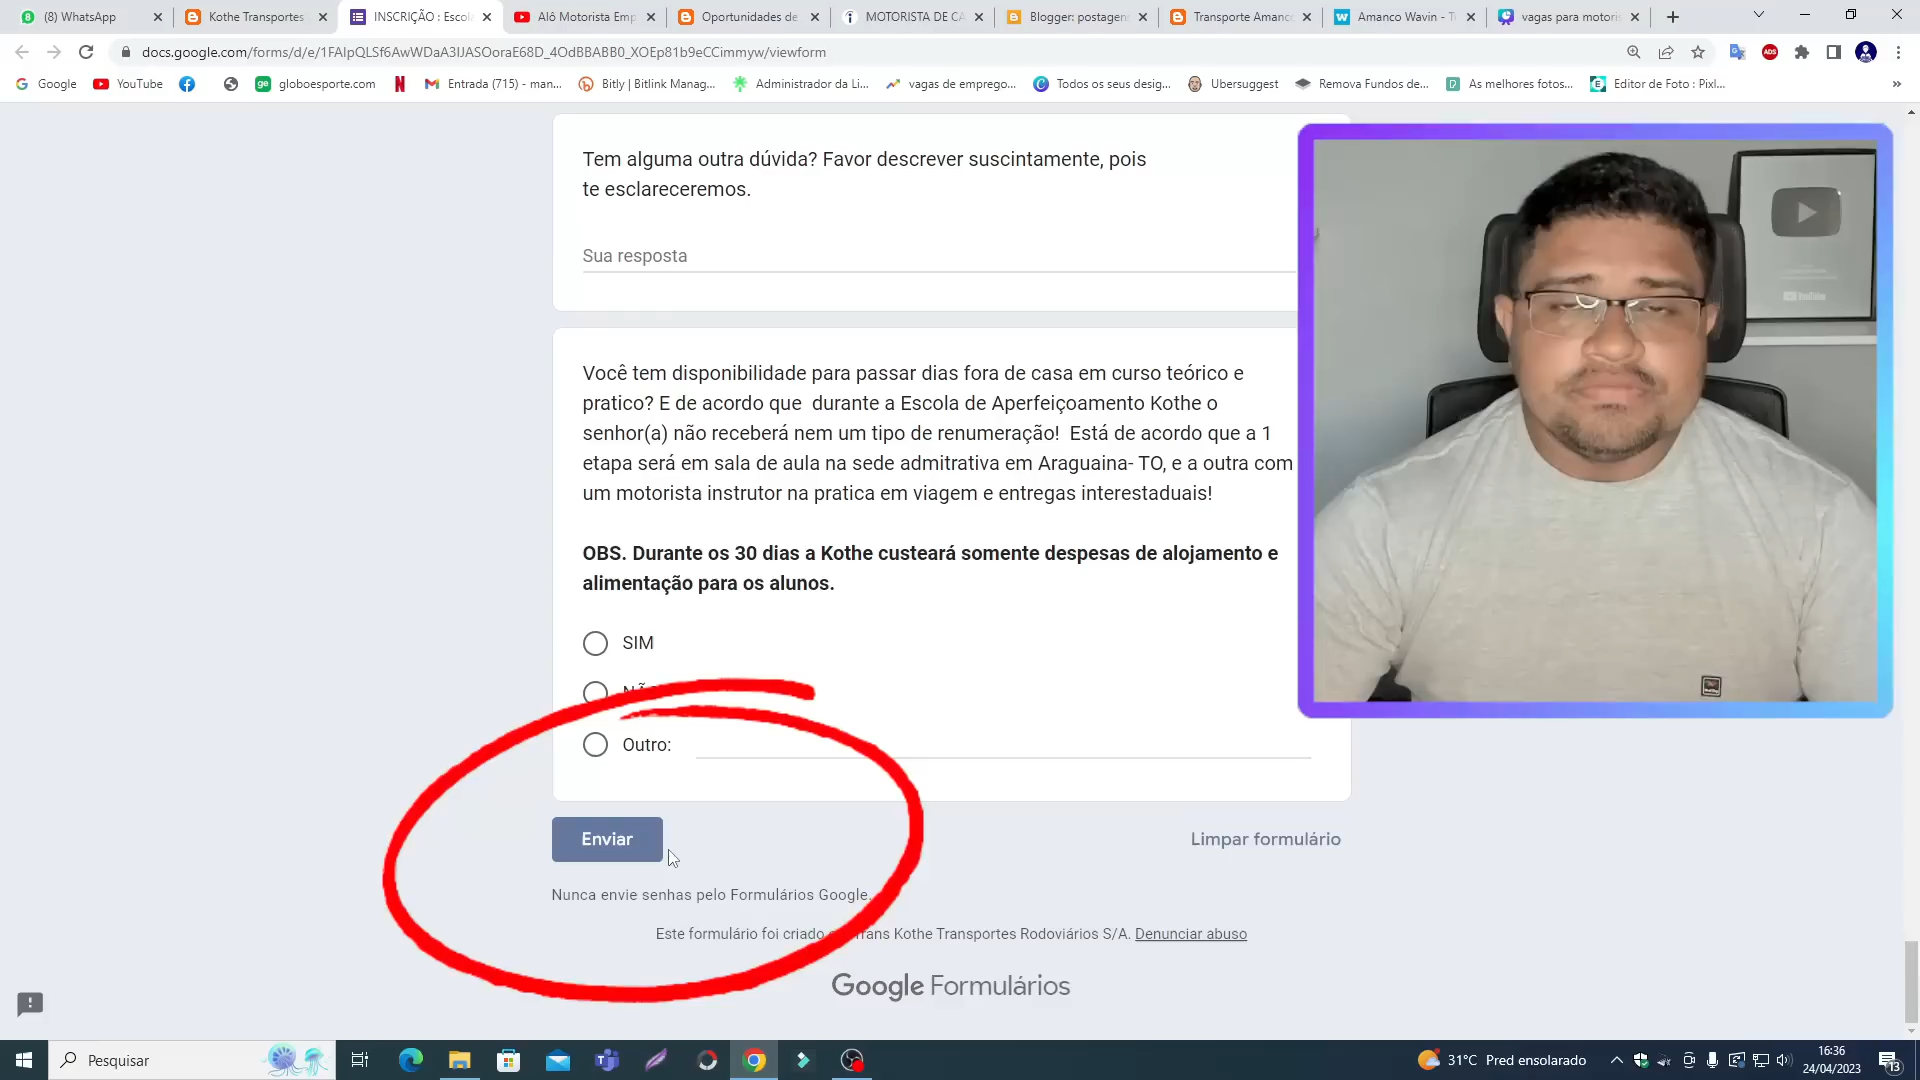 (8) WhatsApp
Kothe Transportes
INSCRIÇÃO : Escol
Alô Motorista Emp
Oportunidades de
MOTORISTA DE CA
Blogger: postagen
Transporte Amanc
Amanco Wavin - T
vagas para motoris
docs.google.com/forms/d/e/1FAIpQLSf6AwWDaA3IJASOoraE68D_4OdBBABB0_XOEp81b9eCCimmyw/viewform
Google
YouTube
globoesporte.com
Entrada (715) - man...
Bitly | Bitlink Manag...
Administrador da Li...
vagas de emprego...
Todos os seus desig...
Ubersuggest
Remova Fundos de...
As melhores fotos...
Editor de Foto : Pixl...
Tem alguma outra dúvida? Favor descrever suscintamente, pois
te esclareceremos.
Sua resposta
Você tem disponibilidade para passar dias fora de casa em curso teórico e
pratico? E de acordo que durante a Escola de Aperfeiçoamento Kothe o
senhor(a) não receberá nem um tipo de renumeração! Está de acordo que a 1
etapa será em sala de aula na sede admitrativa em Araguaina- TO, e a outra com
um motorista instrutor na pratica em viagem e entregas interestaduais!
OBS. Durante os 30 dias a Kothe custeará somente despesas de alojamento e
alimentação para os alunos.
SIM
NÃO
Outro:
Enviar
Limpar formulário
Nunca envie senhas pelo Formulários Google.
Este formulário foi criado Trans Kothe Transportes Rodoviários S/A. Denunciar abuso
Google Formulários
Pesquisar
31°C Pred ensolarado
16:36
24/04/2023
13